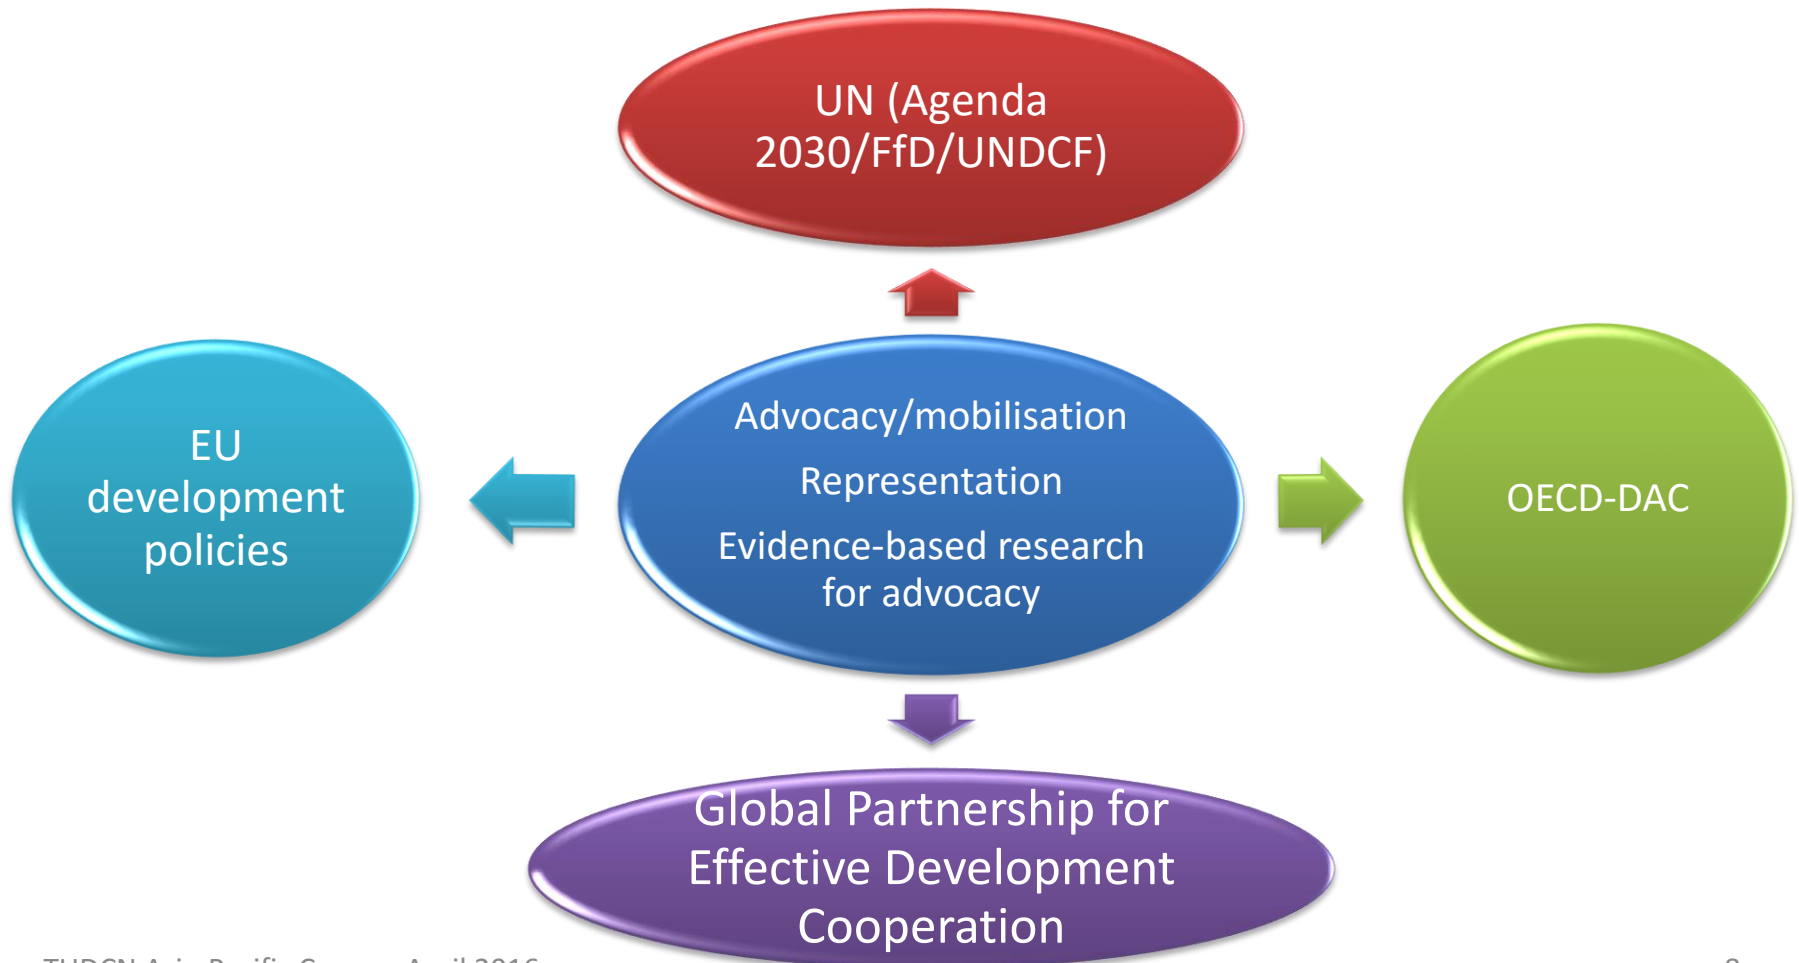 UN (Agenda
2030/FfD/UNDCF)
EU
development
policies
Advocacy/mobilisation
Representation
Evidence-based research
for advocacy
OECD-DAC
Global Partnership for
Effective Development
Cooperation